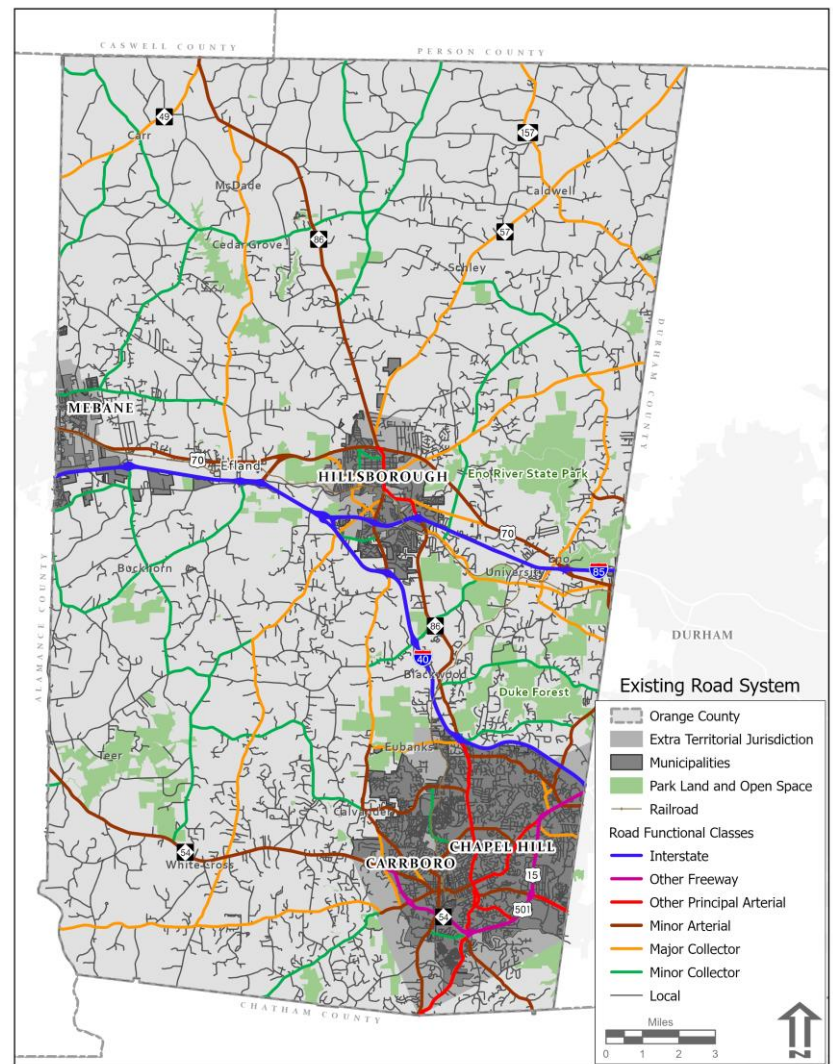 CASWELL COUNTY
PERSON COUNTY
49
Carr
157
McDade
Caldwell
86
57
Cedar Grove
Schley
DURHAM COUNTY
MEBANE
70
Efland
HILLSBOROUGH
Eno River State Park
70
Eno
85
Buckhorn
University
ALAMANCE COUNTY
86
DURHAM
40
Blackwood
Duke Forest
Eubanks
Teer
Calvander
CHAPEL HILL
54
White Cross
CARRBORO
15
501
54
CHATHAM COUNTY
Existing Road System
Orange County
Extra Territorial Jurisdiction
Municipalities
Park Land and Open Space
Railroad
Road Functional Classes
Interstate
Other Freeway
Other Principal Arterial
Minor Arterial
Major Collector
Minor Collector
Local
Miles
0 1 2 3
N